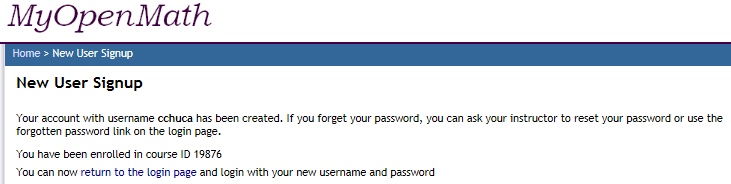 MyOpenMath
Home > New User Signup
New User Signup
Your account with username cchuca has been created. If you forget your password, you can ask your instructor to reset your password or use the
forgotten password link on the login page.
You have been enrolled in course ID 19876
You can now return to the login page and login with your new username and password